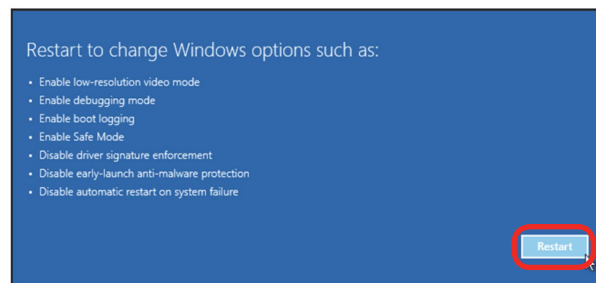 Restart to change Windows options such as:
• Enable low-resolution video mode
• Enable debugging mode
• Enable boot logging
• Enable Safe Mode
• Disable driver signature enforcement
• Disable early-launch anti-malware protection
• Disable automatic restart on system failure
Restart